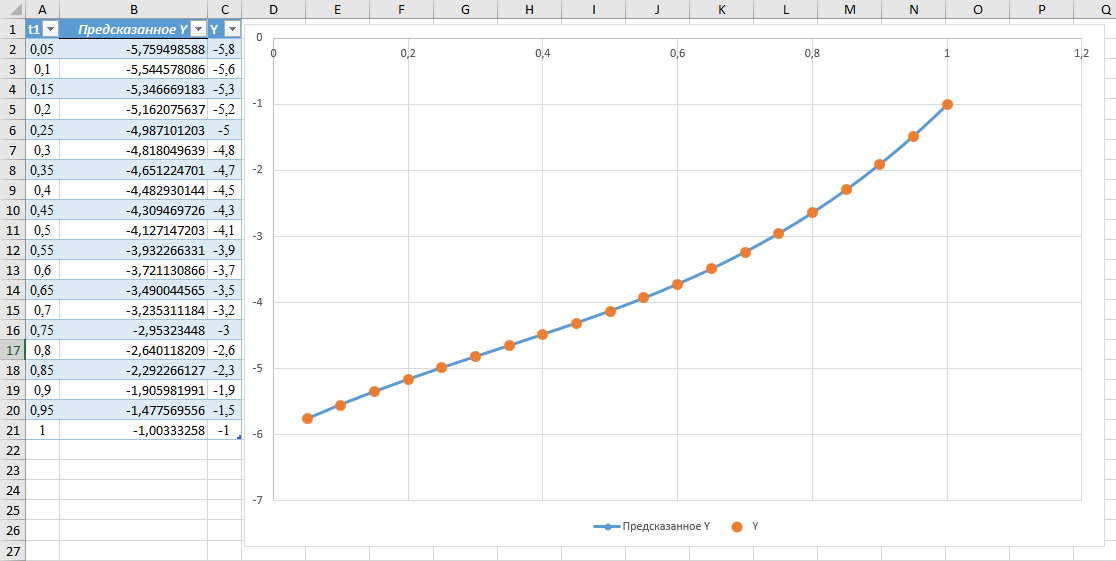 A B C D E F G H I J K L M N O P Q
1 t1 Предсказанное Y Y
2 0,05 -5,759498588 -5,8
3 0,1 -5,544578086 -5,6
4 0,15 -5,346669183 -5,3
5 0,2 -5,162075637 -5,2
6 0,25 -4,987101203 -5
7 0,3 -4,818049639 -4,8
8 0,35 -4,651224701 -4,7
9 0,4 -4,482930144 -4,5
10 0,45 -4,309469726 -4,3
11 0,5 -4,127147203 -4,1
12 0,55 -3,932266331 -3,9
13 0,6 -3,721130866 -3,7
14 0,65 -3,490044565 -3,5
15 0,7 -3,235311184 -3,2
16 0,75 -2,95323448 -3
17 0,8 -2,640118209 -2,6
18 0,85 -2,292266127 -2,3
19 0,9 -1,905981991 -1,9
20 0,95 -1,477569556 -1,5
21 1 -1,00333258 -1
22
23
24
25
26
27
0
0 0,2 0,4 0,6 0,8 1 1,2
-1
-2
-3
-4
-5
-6
-7
Предсказанное Y Y